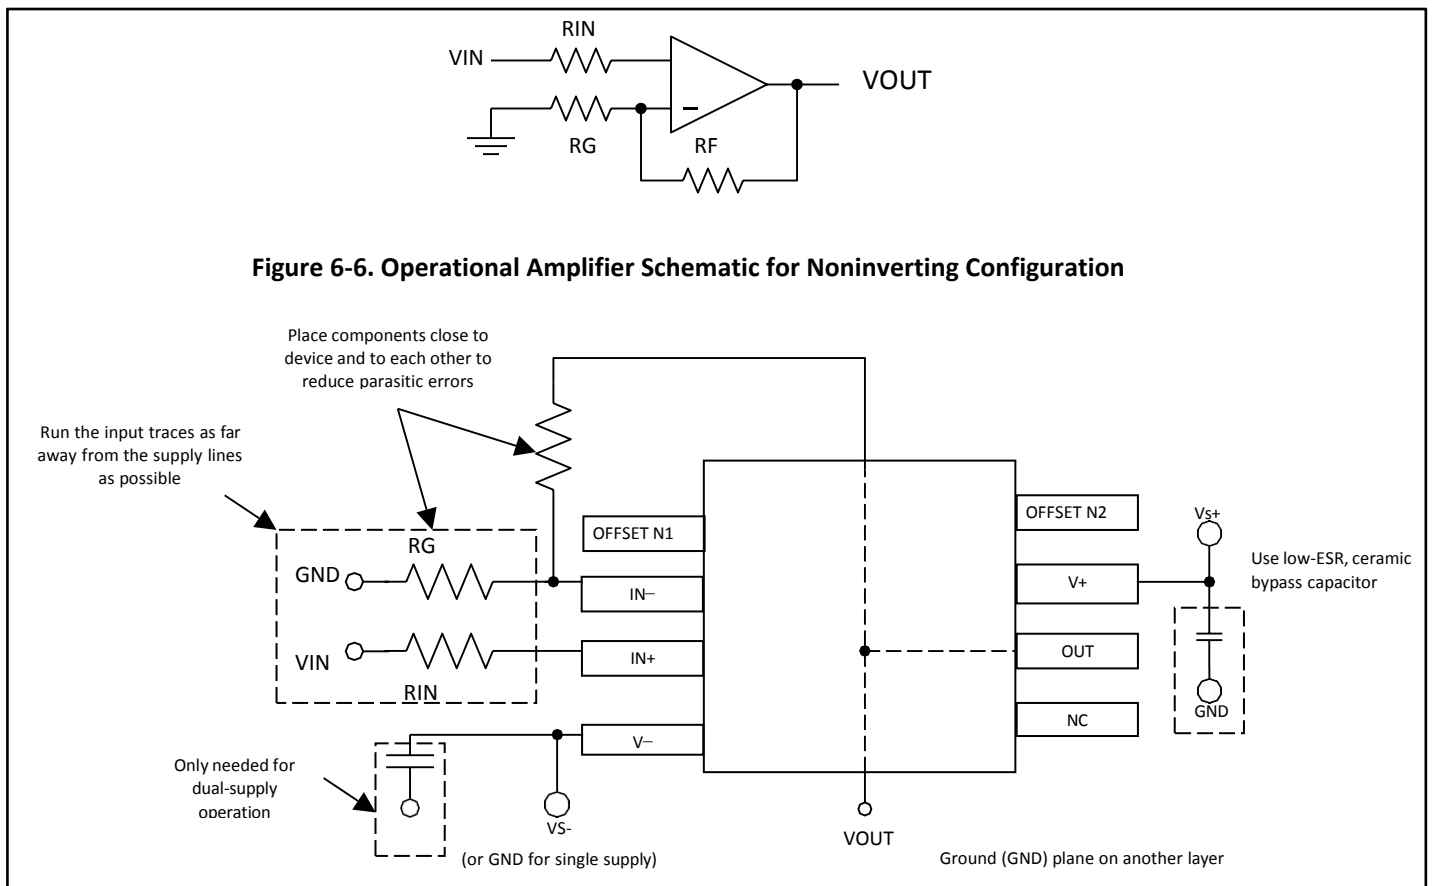 RIN
VIN
VOUT
RG
RF
Figure 6-6. Operational Amplifier Schematic for Noninverting Configuration
Place components close to
device and to each other to
reduce parasitic errors
Run the input traces as far
away from the supply lines
as possible
OFFSET N1
OFFSET N2
Vs+
Use low-ESR, ceramic
bypass capacitor
RG
GND
IN−
V+
VIN
IN+
OUT
RIN
GND
NC
V−
Only needed for
dual-supply
operation
VS-
(or GND for single supply)
VOUT
Ground (GND) plane on another layer